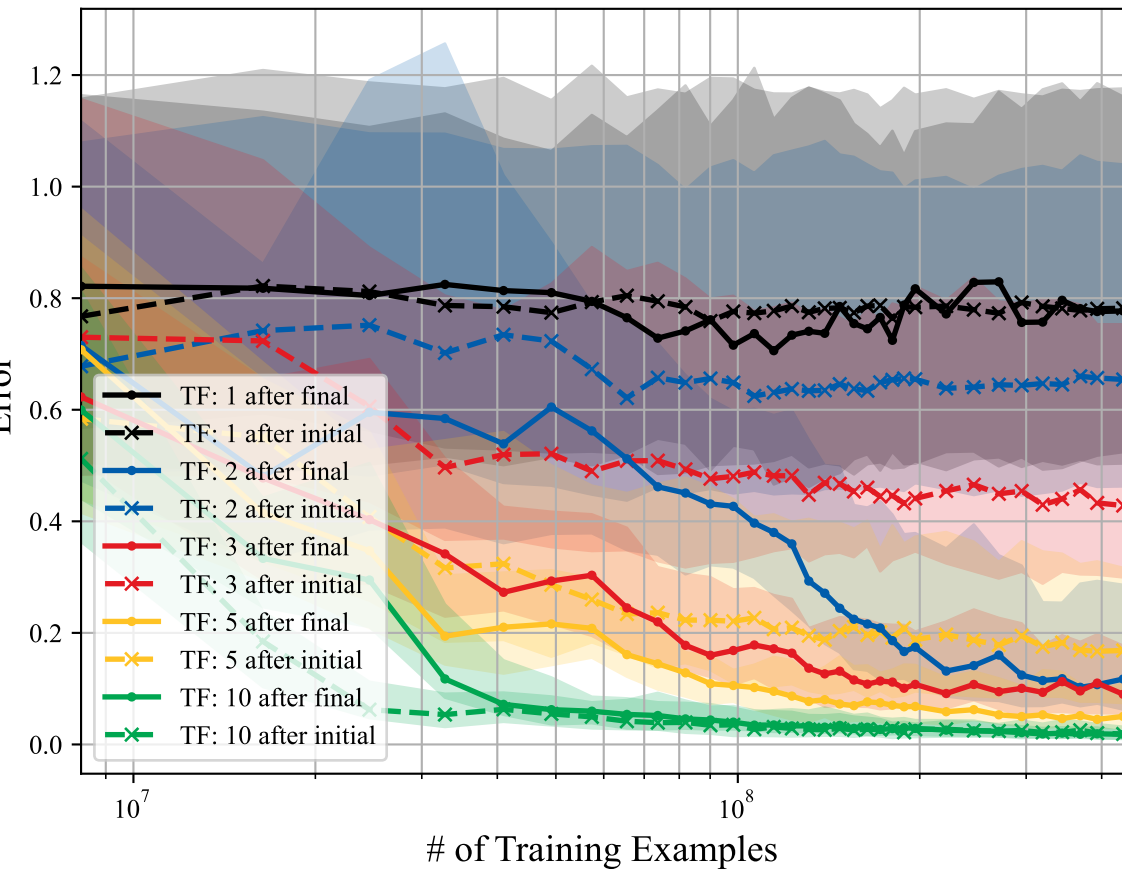 1.2
1.0
0.8
0.6
0.4
0.2
0.0
TF: 1 after final
TF: 1 after initial
TF: 2 after final
TF: 2 after initial
TF: 3 after final
TF: 3 after initial
TF: 5 after final
TF: 5 after initial
TF: 10 after final
TF: 10 after initial
10⁷ 10⁸
# of Training Examples